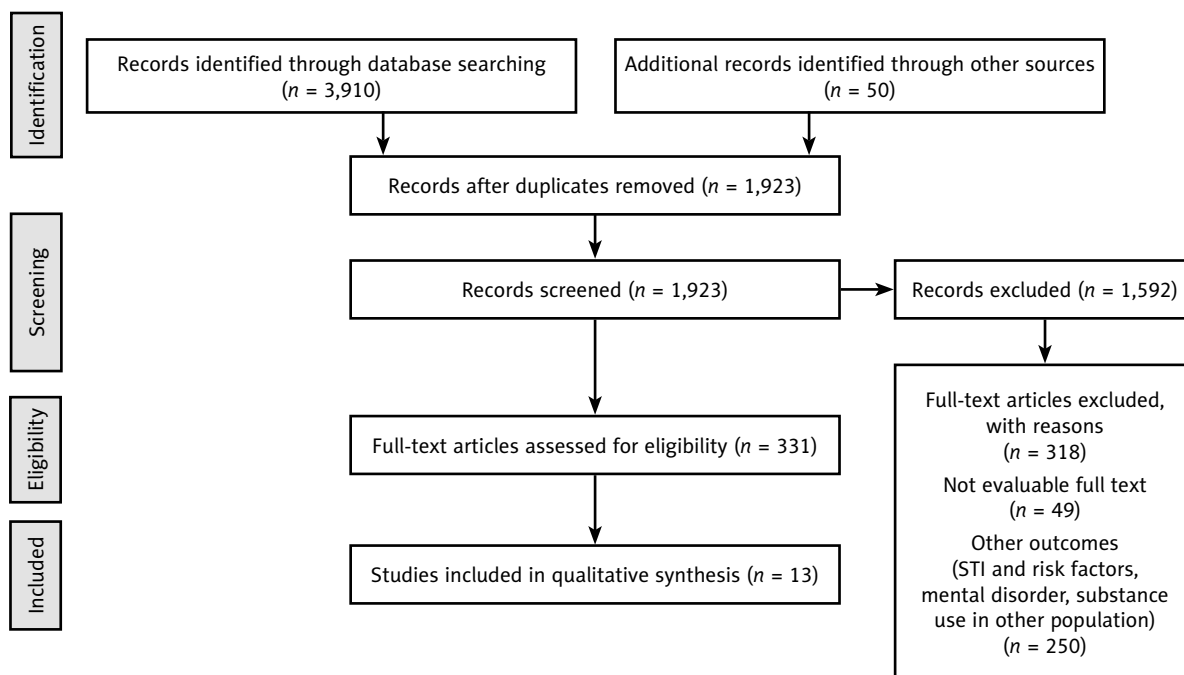 Identification
Records identified through database searching
(n = 3,910)
Additional records identified through other sources
(n = 50)
Records after duplicates removed (n = 1,923)
Screening
Records screened (n = 1,923)
Records excluded (n = 1,592)
Eligibility
Full-text articles assessed for eligibility (n = 331)
Full-text articles excluded,
with reasons
(n = 318)
Not evaluable full text
(n = 49)
Other outcomes
(STI and risk factors,
mental disorder, substance
use in other population)
(n = 250)
Included
Studies included in qualitative synthesis (n = 13)